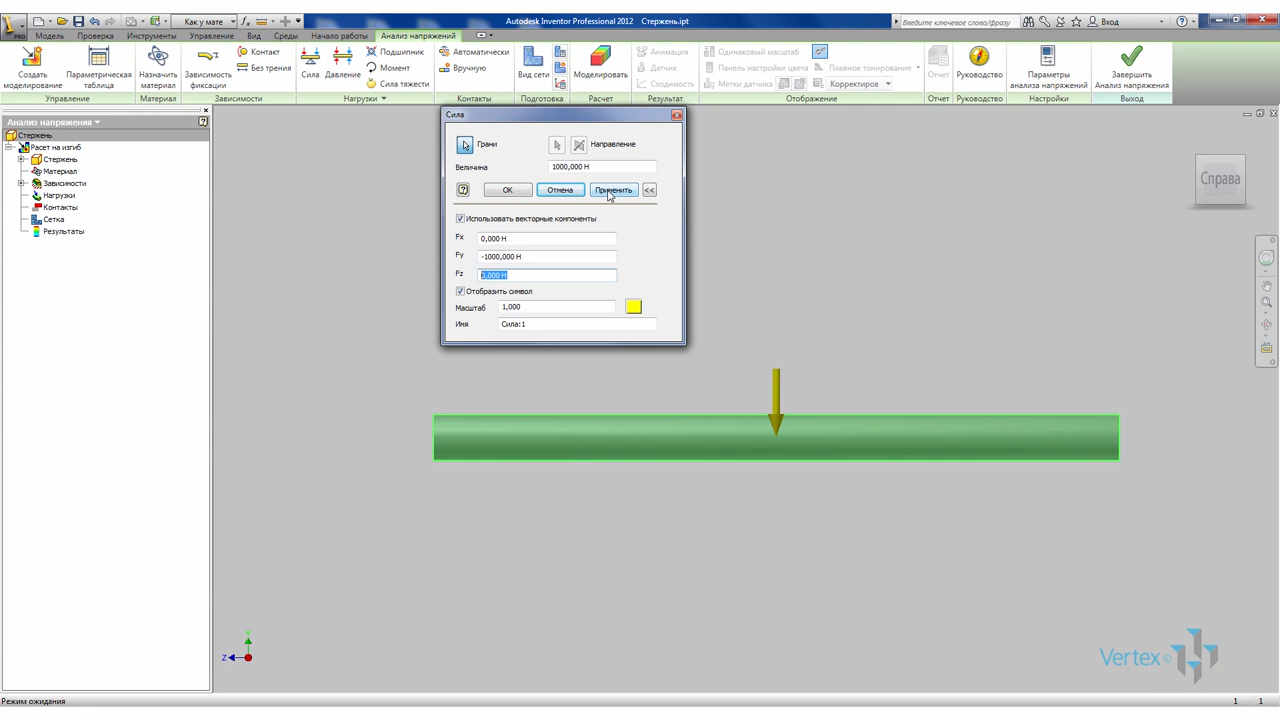 PRO
Как у мате
Autodesk Inventor Professional 2012 Стержень.ipt
Введите ключевое слово/фразу
Вход
Модель Проверка Инструменты Управление Вид Среды Начало работы Анализ напряжений
Создать моделирование
Параметрическая таблица
Управление
Назначить материал
Материал
Зависимость фиксации
Контакт
Без трения
Зависимости
Сила
Давление
Подшипник
Момент
Сила тяжести
Нагрузки
Автоматически
Вручную
Контакты
Вид сети
Подготовка
Моделировать
Расчет
Анимация
Датчик
Сходимость
Результат
Одинаковый масштаб
Панель настройки цвета
Метки датчика
Плавное тонирование
Корректиров
Отображение
Отчет
Отчет
Руководство
Руководство
Параметры анализа напряжения
Настройки
Завершить Анализ напряжения
Выход
Анализ напряжения
Стержень
Расет на изгиб
Стержень
Материал
Зависимости
Нагрузки
Контакты
Сетка
Результаты
Сила
Грани
Направление
Величина 1000,000 Н
ОК Отмена Применить <<
Использовать векторные компоненты
Fx 0,000 Н
Fy -1000,000 Н
Fz 0,000 Н
Отобразить символ
Масштаб 1,000
Имя Сила:1
Справа
Y
Z
Vertex ©
Режим ожидания
1 1